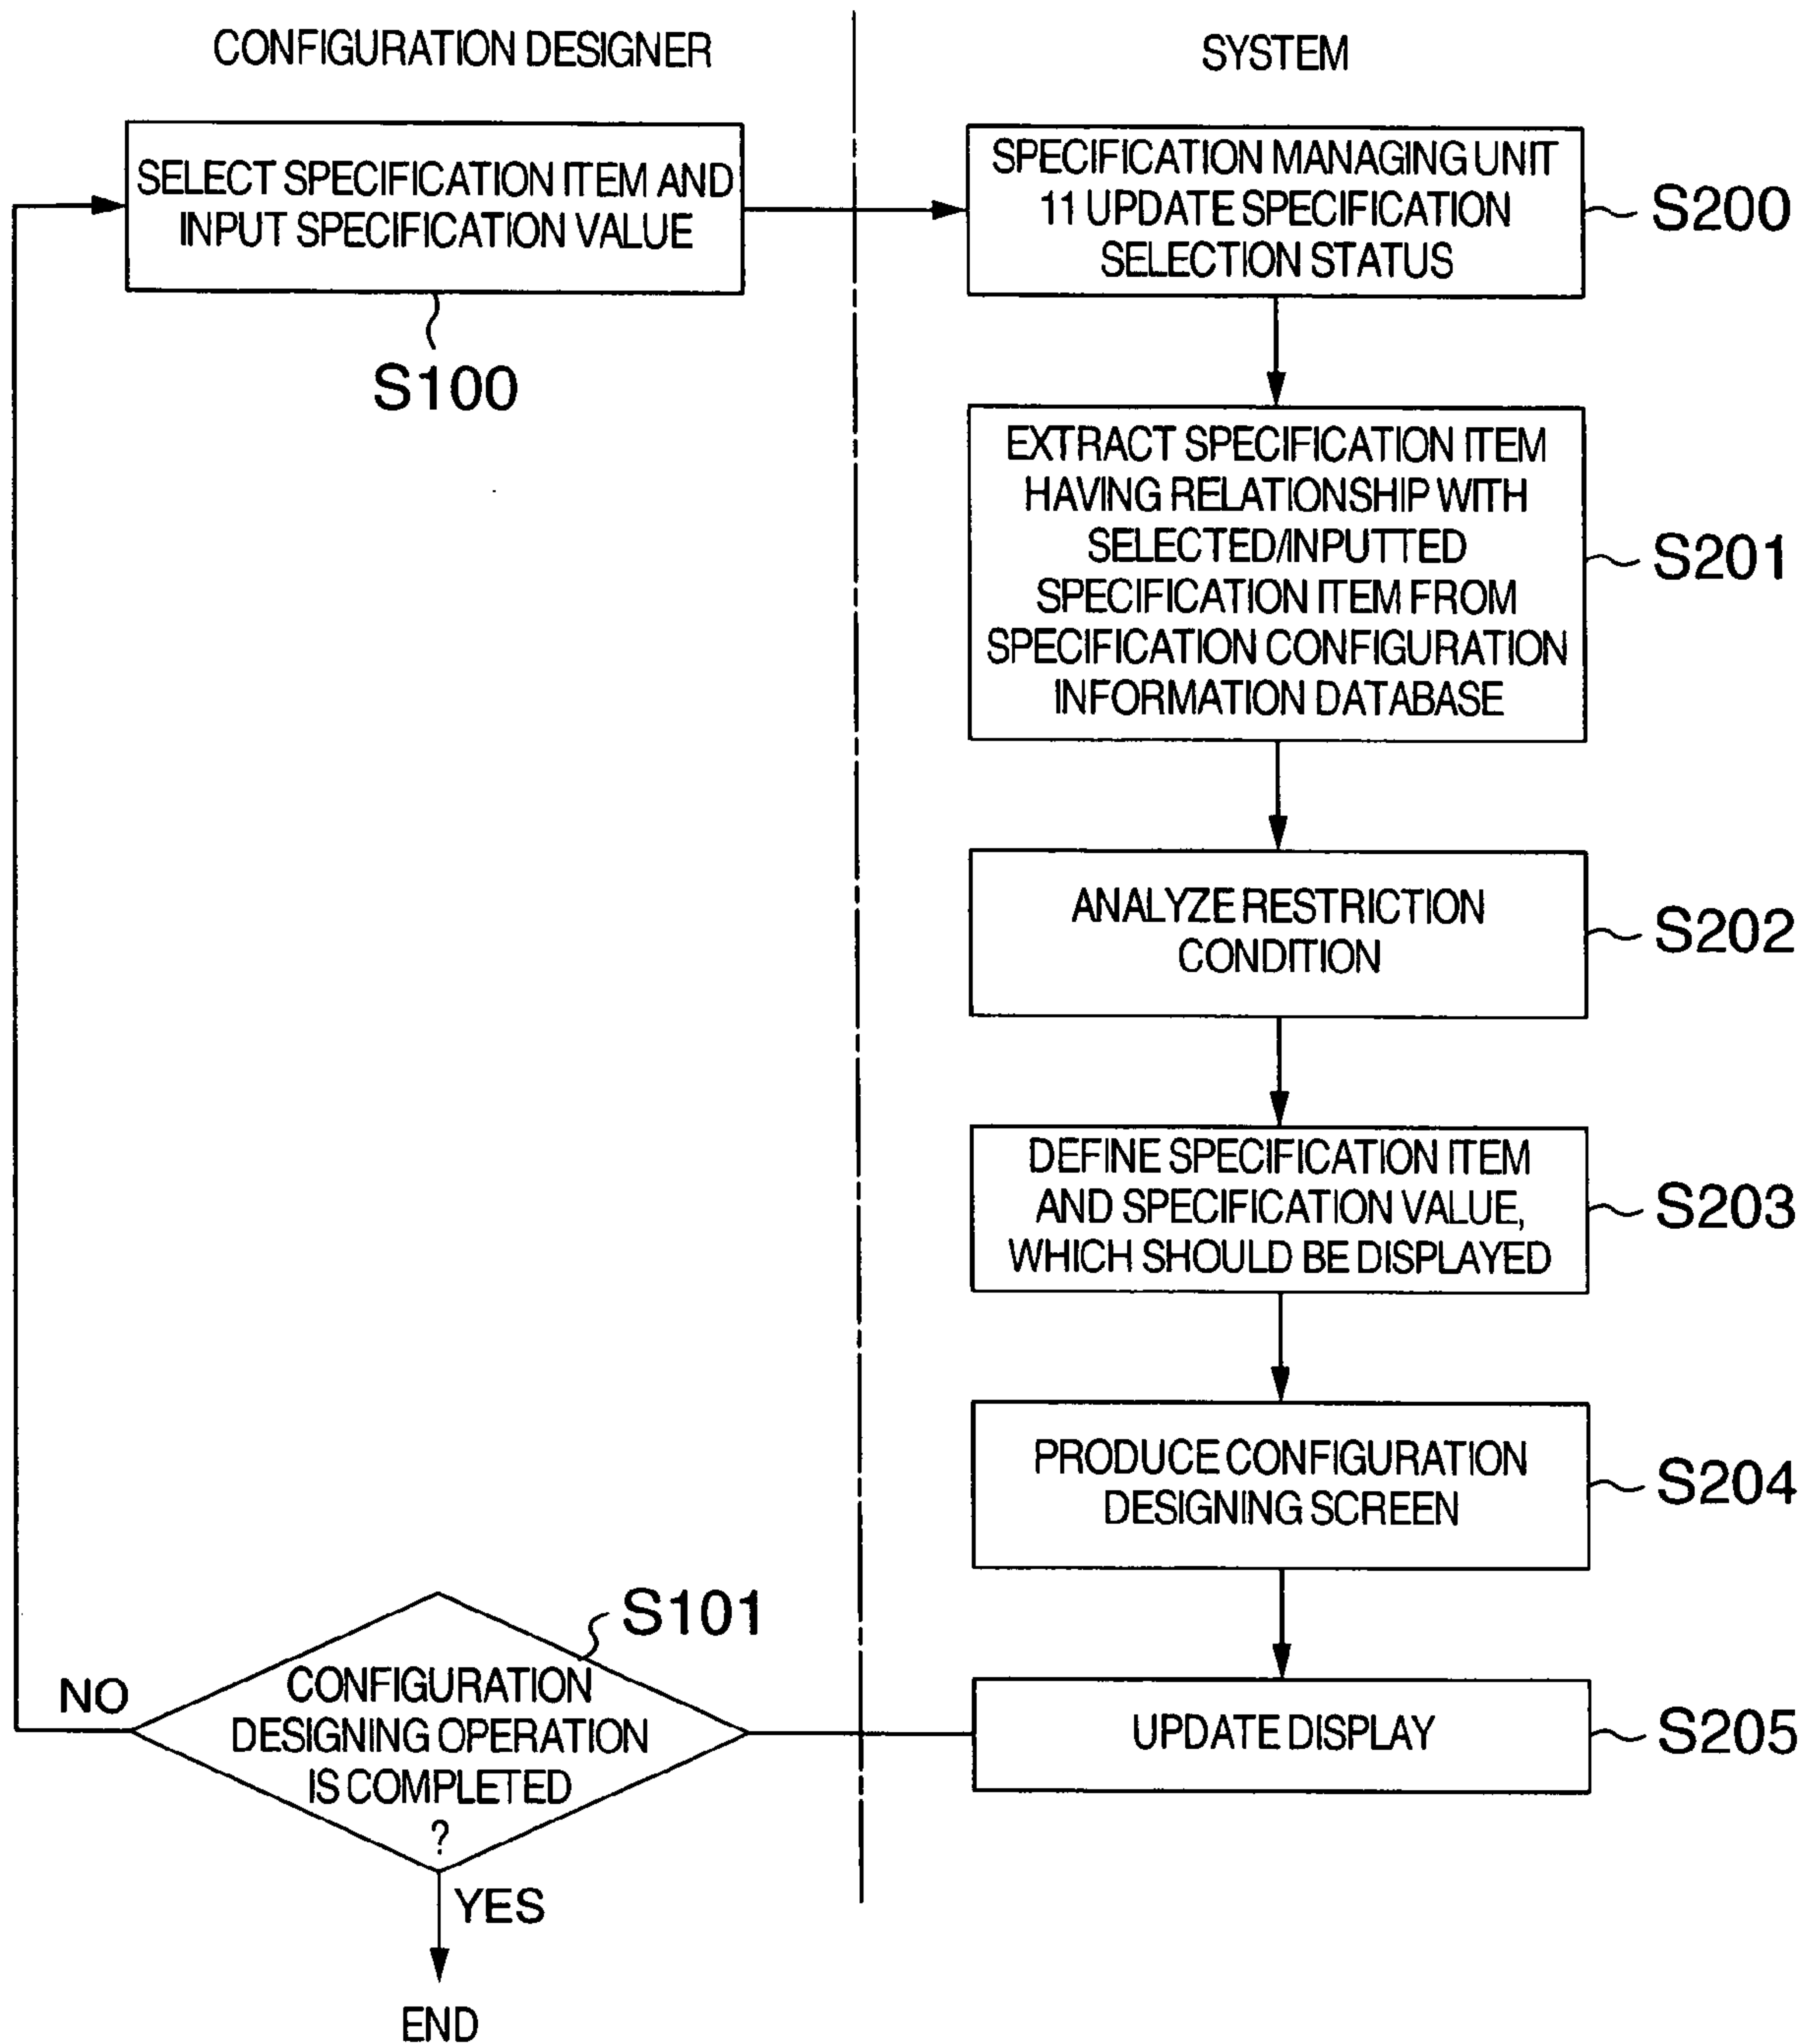 CONFIGURATION DESIGNER
SYSTEM
SELECT SPECIFICATION ITEM AND
INPUT SPECIFICATION VALUE
S100
SPECIFICATION MANAGING UNIT
11 UPDATE SPECIFICATION
SELECTION STATUS
S200
EXTRACT SPECIFICATION ITEM
HAVING RELATIONSHIP WITH
SELECTED/INPUTTED
SPECIFICATION ITEM FROM
SPECIFICATION CONFIGURATION
INFORMATION DATABASE
S201
ANALYZE RESTRICTION
CONDITION
S202
DEFINE SPECIFICATION ITEM
AND SPECIFICATION VALUE,
WHICH SHOULD BE DISPLAYED
S203
PRODUCE CONFIGURATION
DESIGNING SCREEN
S204
UPDATE DISPLAY
S205
S101
CONFIGURATION
DESIGNING OPERATION
IS COMPLETED
?
NO
YES
END